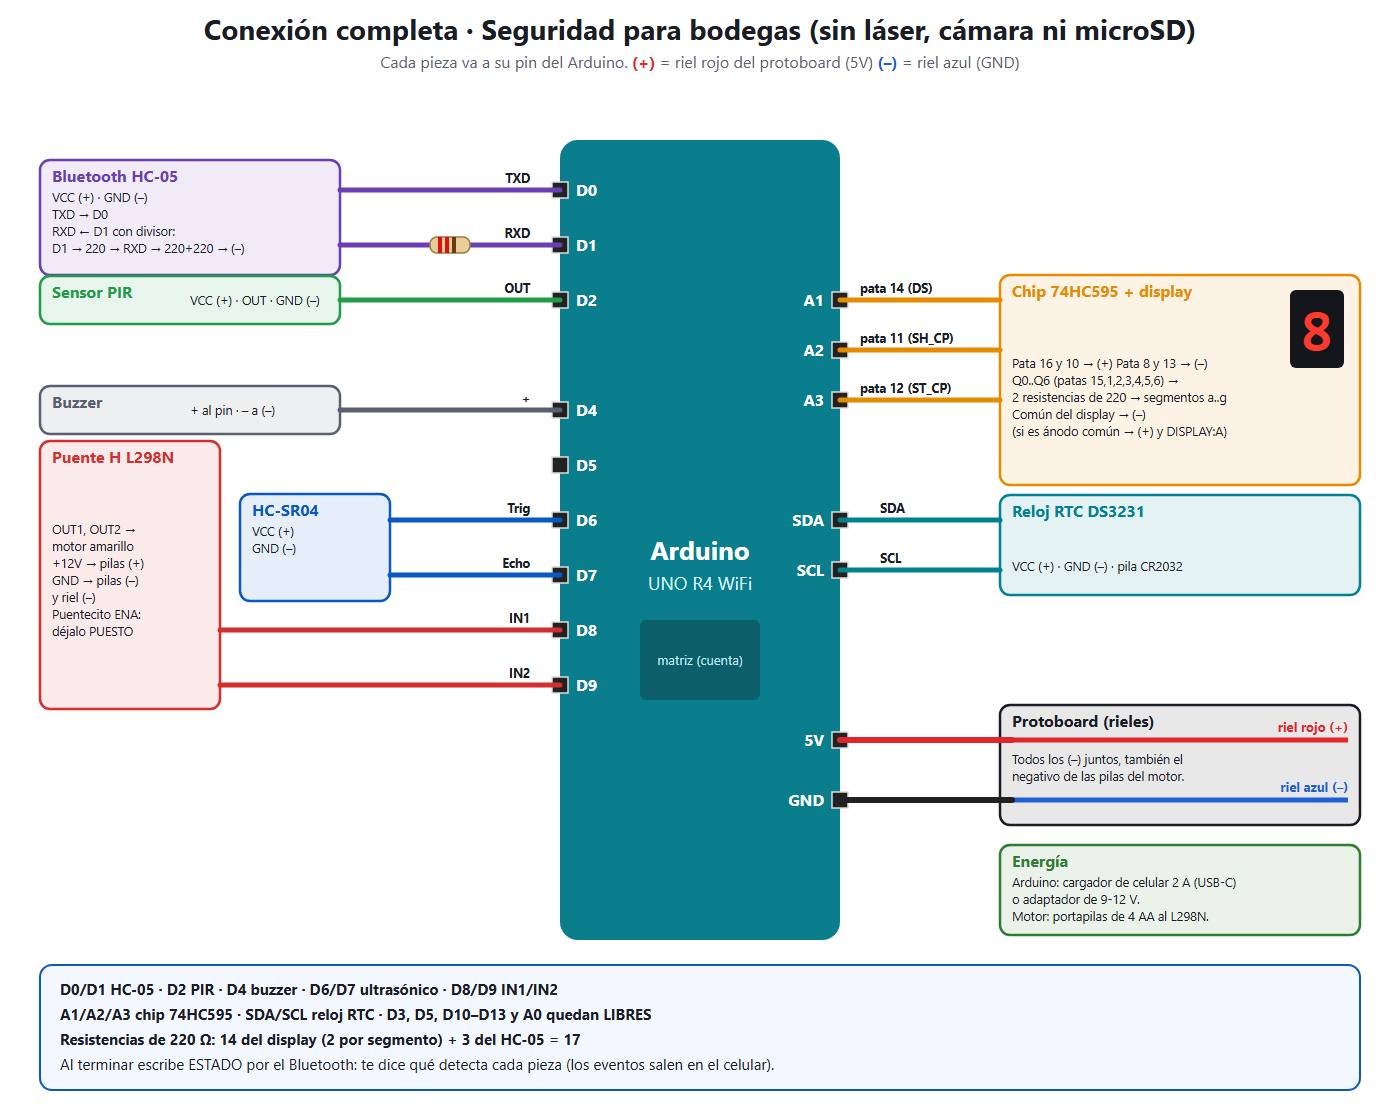 Conexión completa · Seguridad para bodegas (sin láser, cámara ni microSD)
Cada pieza va a su pin del Arduino. (+) = riel rojo del protoboard (5V) (–) = riel azul (GND)
Bluetooth HC-05
VCC (+) · GND (–)
TXD → D0
RXD ← D1 con divisor:
D1 → 220 → RXD → 220+220 → (–)
TXD
D0
RXD
D1
Sensor PIR
VCC (+) · OUT · GND (–)
OUT
D2
Buzzer
+ al pin · – a (–)
+
D4
D5
Puente H L298N
OUT1, OUT2 →
motor amarillo
+12V → pilas (+)
GND → pilas (–)
y riel (–)
Puentecito ENA:
déjalo PUESTO
HC-SR04
VCC (+)
GND (–)
Trig
D6
Echo
D7
IN1
D8
IN2
D9
Arduino
UNO R4 WiFi
matriz (cuenta)
A1
pata 14 (DS)
A2
pata 11 (SH_CP)
A3
pata 12 (ST_CP)
Chip 74HC595 + display
8
Pata 16 y 10 → (+) Pata 8 y 13 → (–)
Q0..Q6 (patas 15,1,2,3,4,5,6) →
2 resistencias de 220 → segmentos a..g
Común del display → (–)
(si es ánodo común → (+) y DISPLAY:A)
SDA
SDA
SCL
SCL
Reloj RTC DS3231
VCC (+) · GND (–) · pila CR2032
5V
GND
Protoboard (rieles)
riel rojo (+)
Todos los (–) juntos, también el
negativo de las pilas del motor.
riel azul (–)
Energía
Arduino: cargador de celular 2 A (USB-C)
o adaptador de 9-12 V.
Motor: portapilas de 4 AA al L298N.
D0/D1 HC-05 · D2 PIR · D4 buzzer · D6/D7 ultrasónico · D8/D9 IN1/IN2
A1/A2/A3 chip 74HC595 · SDA/SCL reloj RTC · D3, D5, D10–D13 y A0 quedan LIBRES
Resistencias de 220 Ω: 14 del display (2 por segmento) + 3 del HC-05 = 17
Al terminar escribe ESTADO por el Bluetooth: te dice qué detecta cada pieza (los eventos salen en el celular).